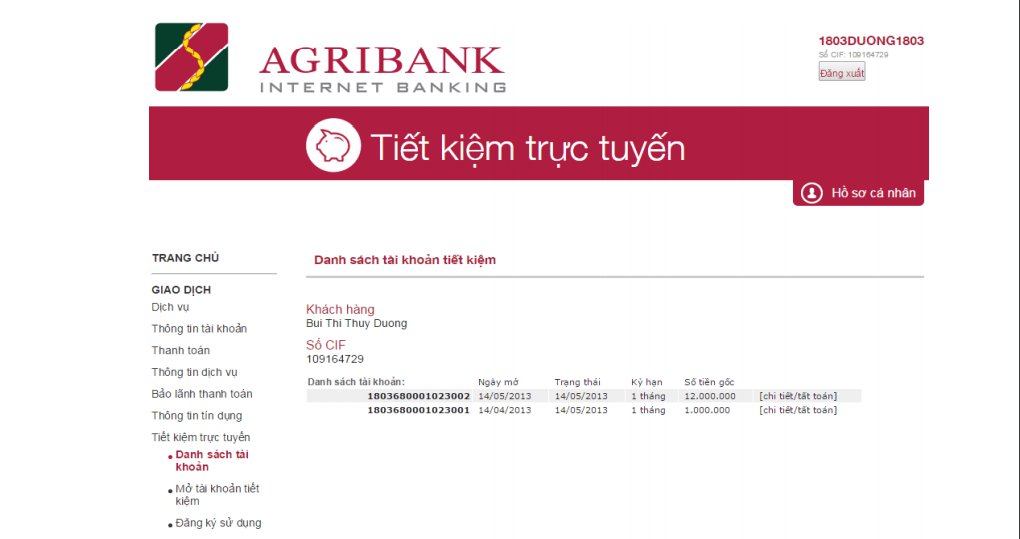 AGRIBANK
INTERNET BANKING
1803DUONG1803
Số CIF: 109164729
Đăng xuất
Tiết kiệm trực tuyến
Hồ sơ cá nhân
TRANG CHỦ
GIAO DỊCH
Dịch vụ
Thông tin tài khoản
Thanh toán
Thông tin dịch vụ
Bảo lãnh thanh toán
Thông tin tín dụng
Tiết kiệm trực tuyến
Danh sách tài
khoản
Mở tài khoản tiết
kiệm
Đăng ký sử dụng
Danh sách tài khoản tiết kiệm
Khách hàng
Bui Thi Thuy Duong
Số CIF
109164729
Danh sách tài khoản: Ngày mở Trạng thái Kỳ hạn Số tiền gốc
1803680001023002 14/05/2013 14/05/2013 1 tháng 12.000.000 [chi tiết/tất toán]
1803680001023001 14/04/2013 14/05/2013 1 tháng 1.000.000 [chi tiết/tất toán]